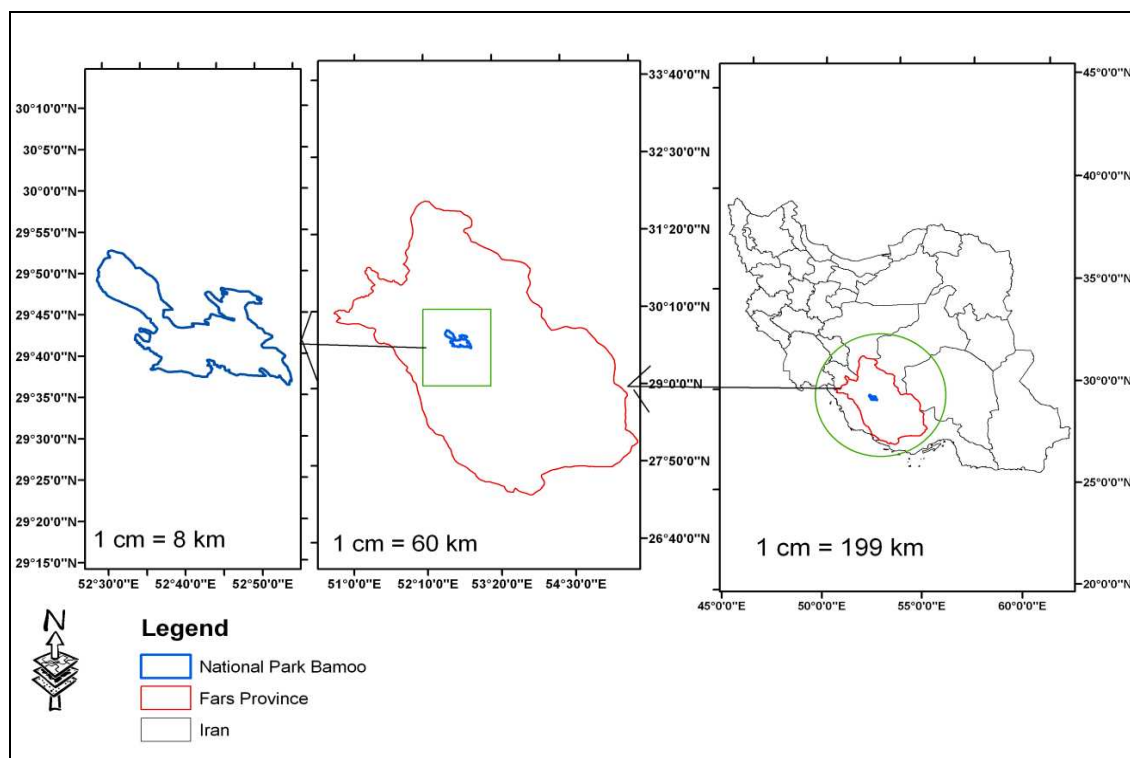 30°10'0"N
30°5'0"N
30°0'0"N
29°55'0"N
29°50'0"N
29°45'0"N
29°40'0"N
29°35'0"N
29°30'0"N
29°25'0"N
29°20'0"N
29°15'0"N
1 cm = 8 km
52°30'0"E 52°40'0"E 52°50'0"E
33°40'0"N
32°30'0"N
31°20'0"N
30°10'0"N
29°0'0"N
27°50'0"N
26°40'0"N
1 cm = 60 km
51°0'0"E 52°10'0"E 53°20'0"E 54°30'0"E
45°0'0"N
40°0'0"N
35°0'0"N
30°0'0"N
25°0'0"N
20°0'0"N
1 cm = 199 km
45°0'0"E 50°0'0"E 55°0'0"E 60°0'0"E
N
Legend
National Park Bamoo
Fars Province
Iran